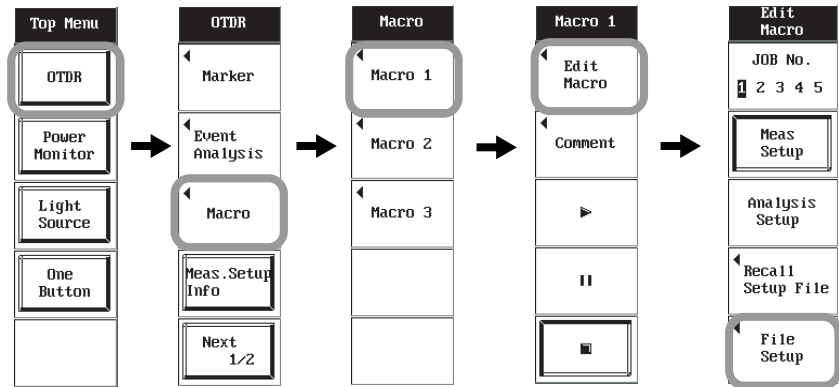 Top Menu
OTDR
Power
Monitor
Light
Source
One
Button
OTDR
Marker
Event
Analysis
Macro
Meas.Setup
Info
Next
1/2
Macro
Macro 1
Macro 2
Macro 3
Macro 1
Edit
Macro
Comment
Edit
Macro
JOB No.
1 2 3 4 5
Meas
Setup
Analysis
Setup
Recall
Setup File
File
Setup